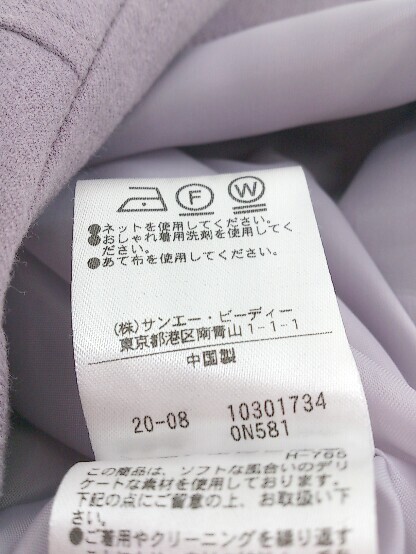 F W
●ネットを使用してください。
●おしゃれ着用洗剤を使用してく
ださい。
●あて布を使用してください。
(株)サンエー・ビーディー
東京都港区南青山1-1-1
中国製
20-08 10301734
0N581
H-765
この商品は、ソフトな風合いのデリ
ケートな素材を使用しております。
下記の点にご留意の上、お取扱い下
さい。
●ご着用やクリーニングを繰り返す